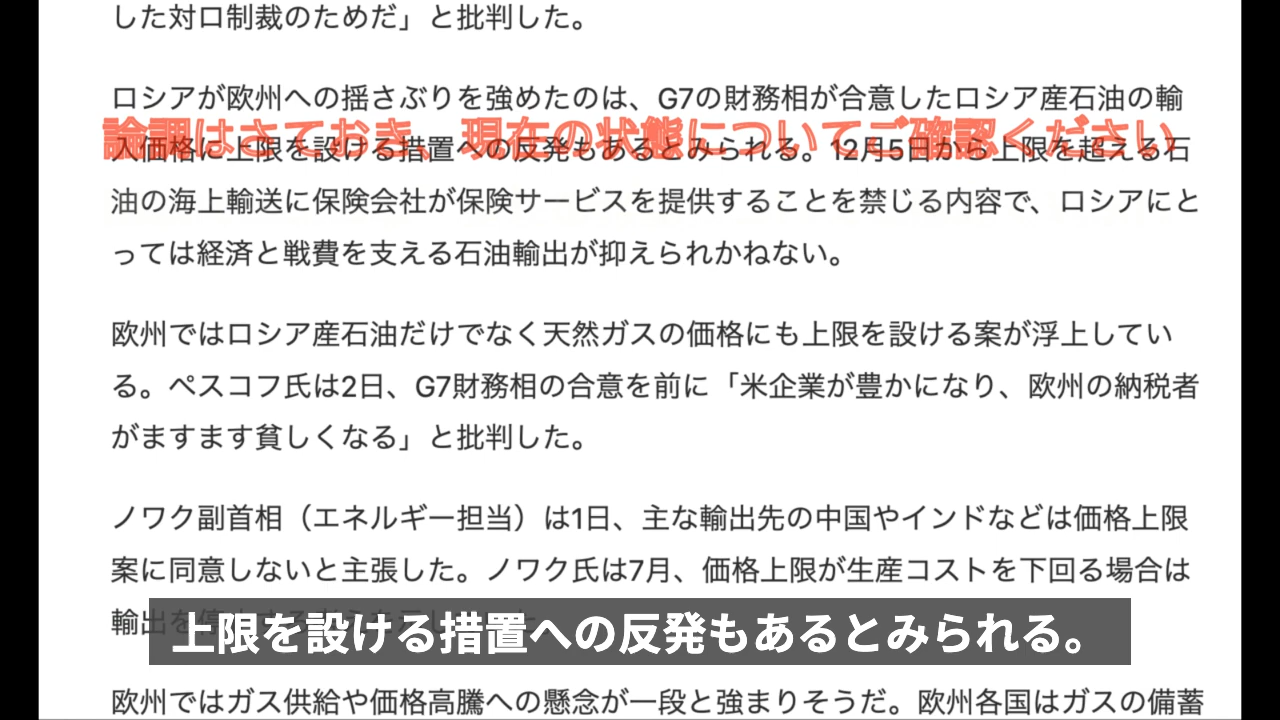 した対ロ制裁のためだ」と批判した。
ロシアが欧州への揺さぶりを強めたのは、G7の財務相が合意したロシア産石油の輸
論調はさておき、現在の状態についてご確認ください
入価格に上限を設ける措置への反発もあるとみられる。12月5日から上限を超える石
油の海上輸送に保険会社が保険サービスを提供することを禁じる内容で、ロシアにと
っては経済と戦費を支える石油輸出が抑えられかねない。
欧州ではロシア産石油だけでなく天然ガスの価格にも上限を設ける案が浮上してい
る。ペスコフ氏は2日、G7財務相の合意を前に「米企業が豊かになり、欧州の納税者
がますます貧しくなる」と批判した。
ノワク副首相（エネルギー担当）は1日、主な輸出先の中国やインドなどは価格上限
案に同意しないと主張した。ノワク氏は7月、価格上限が生産コストを下回る場合は
輸出を停止する
上限を設ける措置への反発もあるとみられる。
欧州ではガス供給や価格高騰への懸念が一段と強まりそうだ。欧州各国はガスの備蓄